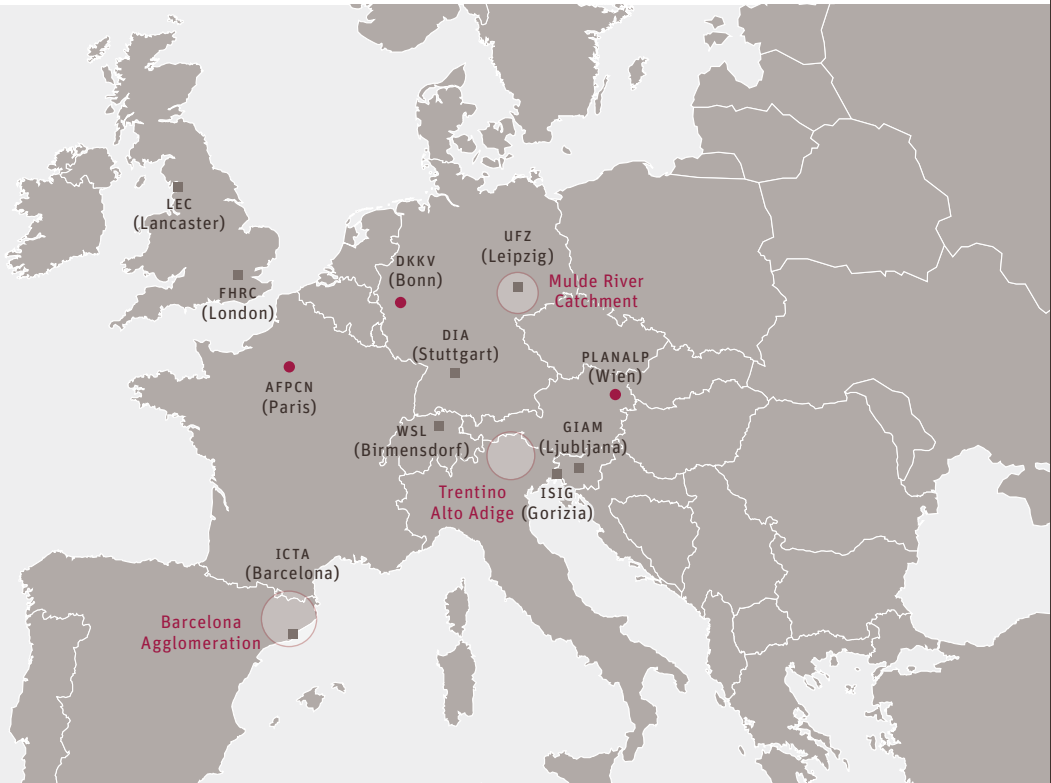 LEC
(Lancaster)
FHRC
(London)
UFZ
(Leipzig)
DKKV
(Bonn)
Mulde River
Catchment
DIA
(Stuttgart)
PLANALP
(Wien)
AFPCN
(Paris)
WSL
(Birmensdorf)
GIAM
(Ljubljana)
Trentino
Alto Adige
ISIG
(Gorizia)
ICTA
(Barcelona)
Barcelona
Agglomeration